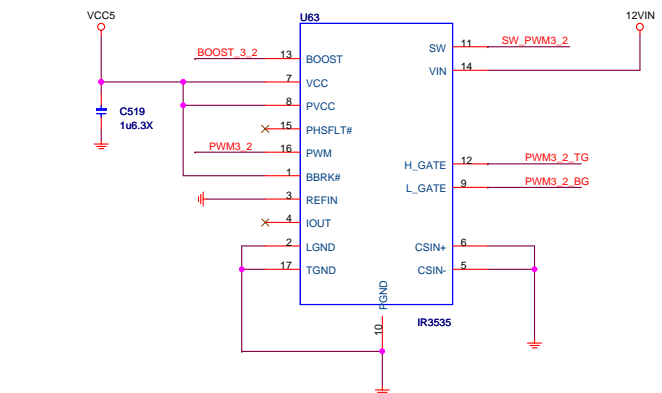 VCC5
U63
12VIN
BOOST_3_2
13
BOOST
SW
11
SW_PWM3_2
7
VCC
VIN
14
8
PVCC
C519
1u6.3X
15
PHSFLT#
PWM3_2
16
PWM
H_GATE
12
PWM3_2_TG
1
BBRK#
L_GATE
9
PWM3_2_BG
3
REFIN
4
IOUT
2
LGND
CSIN+
6
17
TGND
CSIN-
5
PGND
10
IR3535